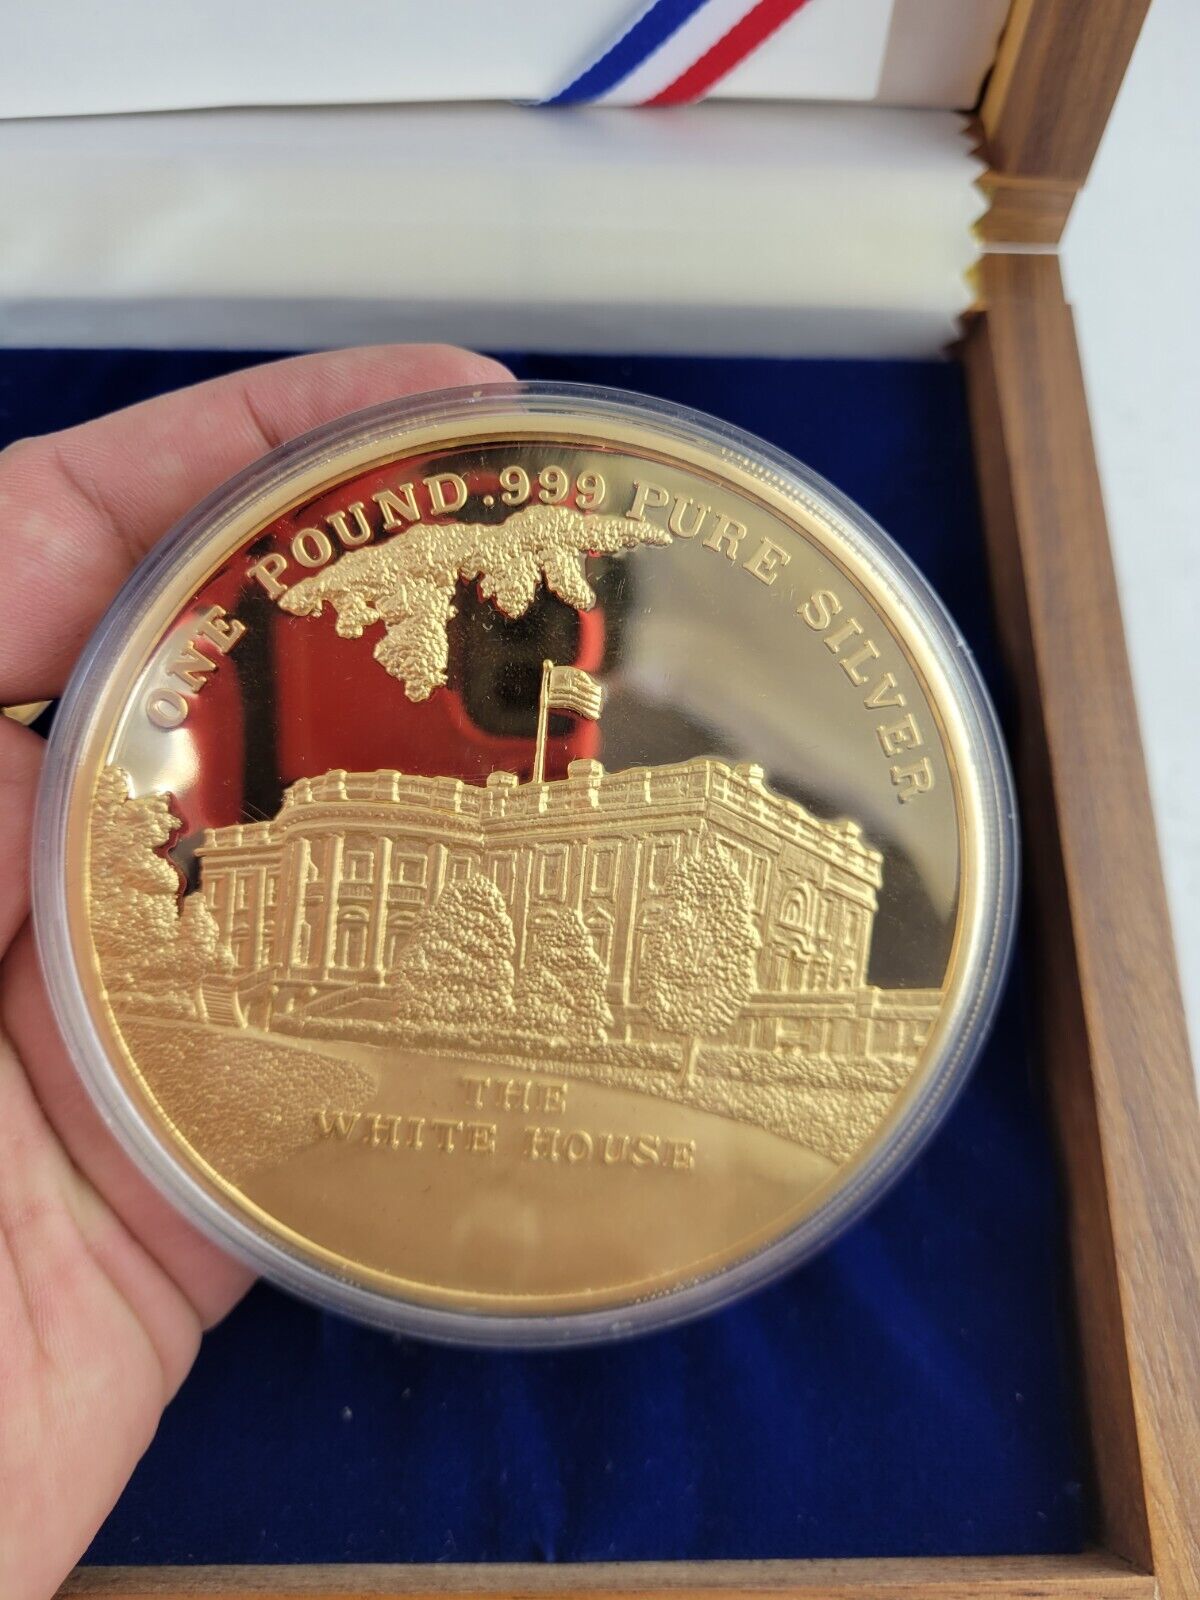 ONE POUND .999 PURE SILVER
THE
WHITE HOUSE